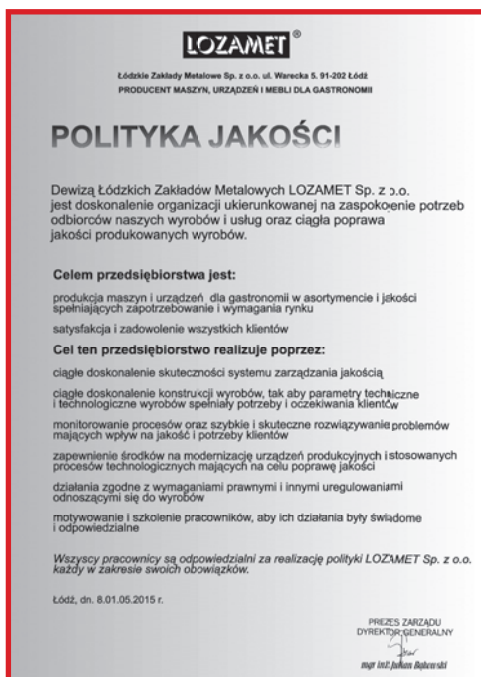 LOZAMET ®
Łódzkie Zakłady Metalowe Sp. z o.o. ul. Warecka 5. 91-202 Łódź
PRODUCENT MASZYN, URZĄDZEŃ I MEBLI DLA GASTRONOMII
POLITYKA JAKOŚCI
Dewizą Łódzkich Zakładów Metalowych LOZAMET Sp. z o.o.
jest doskonalenie organizacji ukierunkowanej na zaspokojenie potrzeb
odbiorców naszych wyrobów i usług oraz ciągła poprawa
jakości produkowanych wyrobów.
Celem przedsiębiorstwa jest:
produkcja maszyn i urządzeń dla gastronomii w asortymencie i jakości
spełniających zapotrzebowanie i wymagania rynku
satysfakcja i zadowolenie wszystkich klientów
Cel ten przedsiębiorstwo realizuje poprzez:
ciągłe doskonalenie skuteczności systemu zarządzania jakością
ciągłe doskonalenie konstrukcji wyrobów, tak aby parametry techniczne
i technologiczne wyrobów spełniały potrzeby i oczekiwania klientów
monitorowanie procesów oraz szybkie i skuteczne rozwiązywanie problemów
mających wpływ na jakość i potrzeby klientów
zapewnienie środków na modernizację urządzeń produkcyjnych i stosowanych
procesów technologicznych mających na celu poprawę jakości
działania zgodne z wymaganiami prawnymi i innymi uregulowaniami
odnoszącymi się do wyrobów
motywowanie i szkolenie pracowników, aby ich działania były świadome
i odpowiedzialne
Wszyscy pracownicy są odpowiedzialni za realizację polityki LOZAMET Sp. z o.o.
każdy w zakresie swoich obowiązków.
Łódź, dn. 8.01.05.2015 r.
PREZES ZARZĄDU
DYREKTOR GENERALNY
mgr inż. Bąkowski